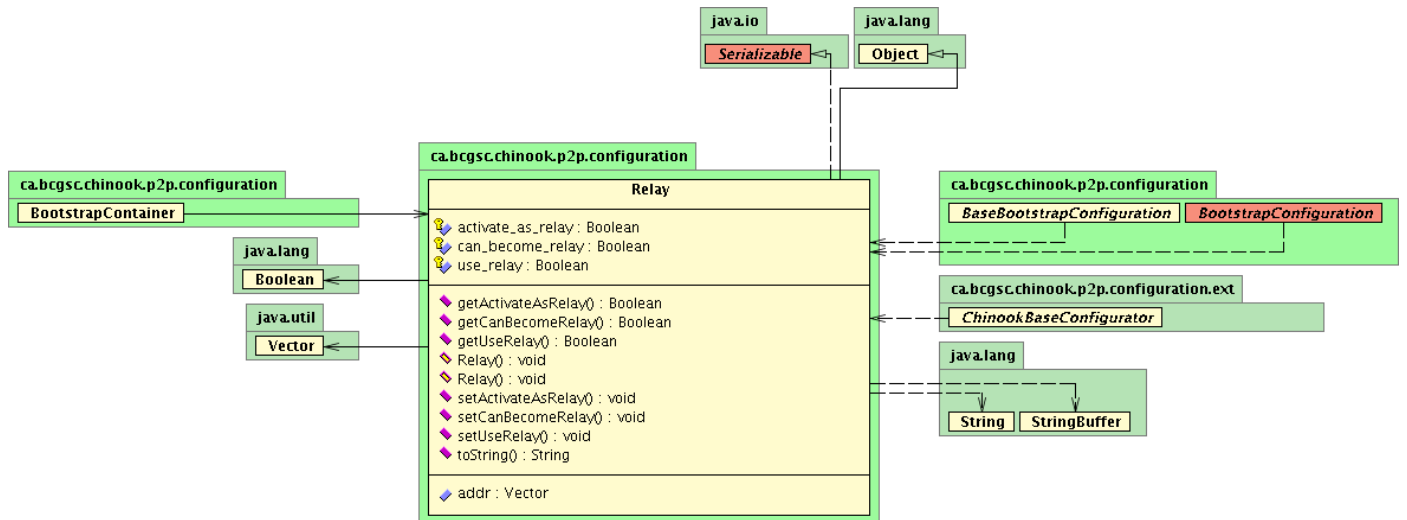 java.io
Serializable
java.lang
Object
ca.bcgsc.chinook.p2p.configuration
BootstrapContainer
java.lang
Boolean
java.util
Vector
ca.bcgsc.chinook.p2p.configuration
Relay
activate_as_relay : Boolean
can_become_relay : Boolean
use_relay : Boolean
getActivateAsRelay() : Boolean
getCanBecomeRelay() : Boolean
getUseRelay() : Boolean
Relay() : void
Relay() : void
setActivateAsRelay() : void
setCanBecomeRelay() : void
setUseRelay() : void
toString() : String
addr : Vector
ca.bcgsc.chinook.p2p.configuration
BaseBootstrapConfiguration BootstrapConfiguration
ca.bcgsc.chinook.p2p.configuration.ext
ChinookBaseConfigurator
java.lang
String StringBuffer